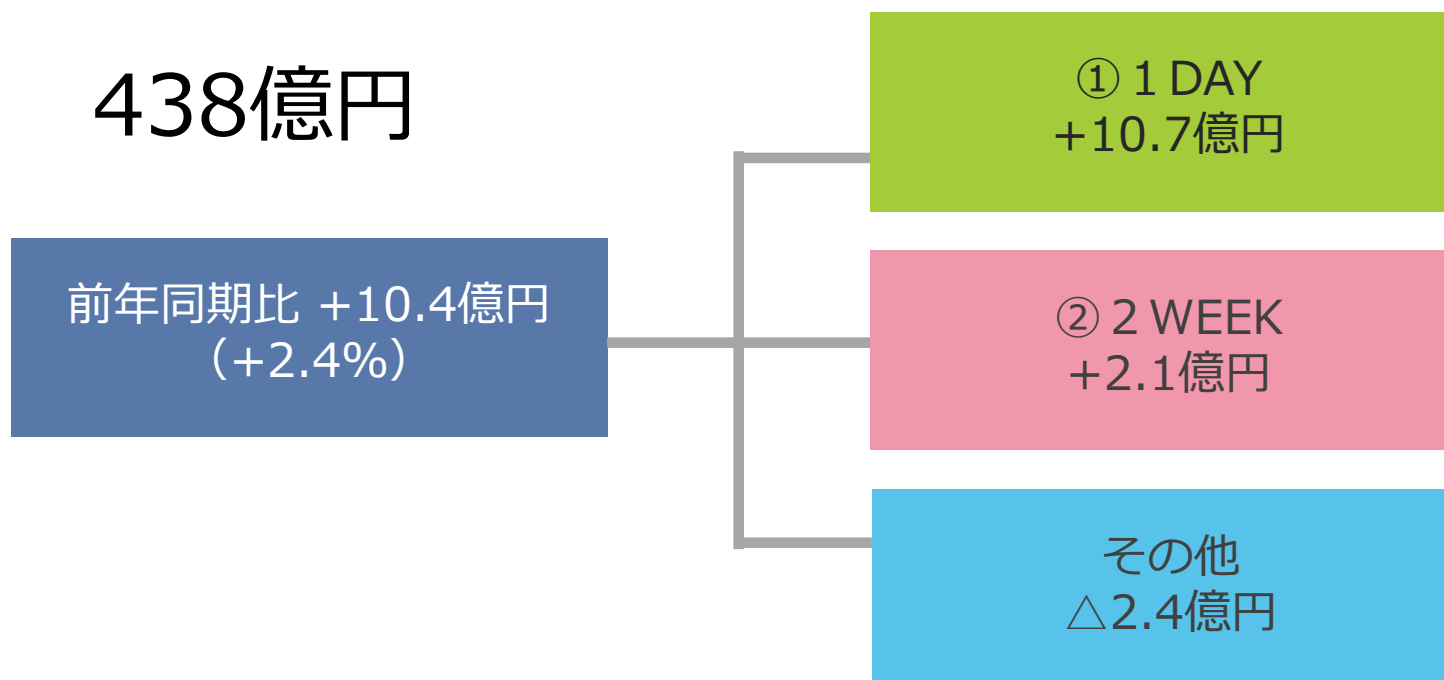 438億円
前年同期比 +10.4億円
（+2.4%）
① 1 DAY
+10.7億円
② 2 WEEK
+2.1億円
その他
△2.4億円